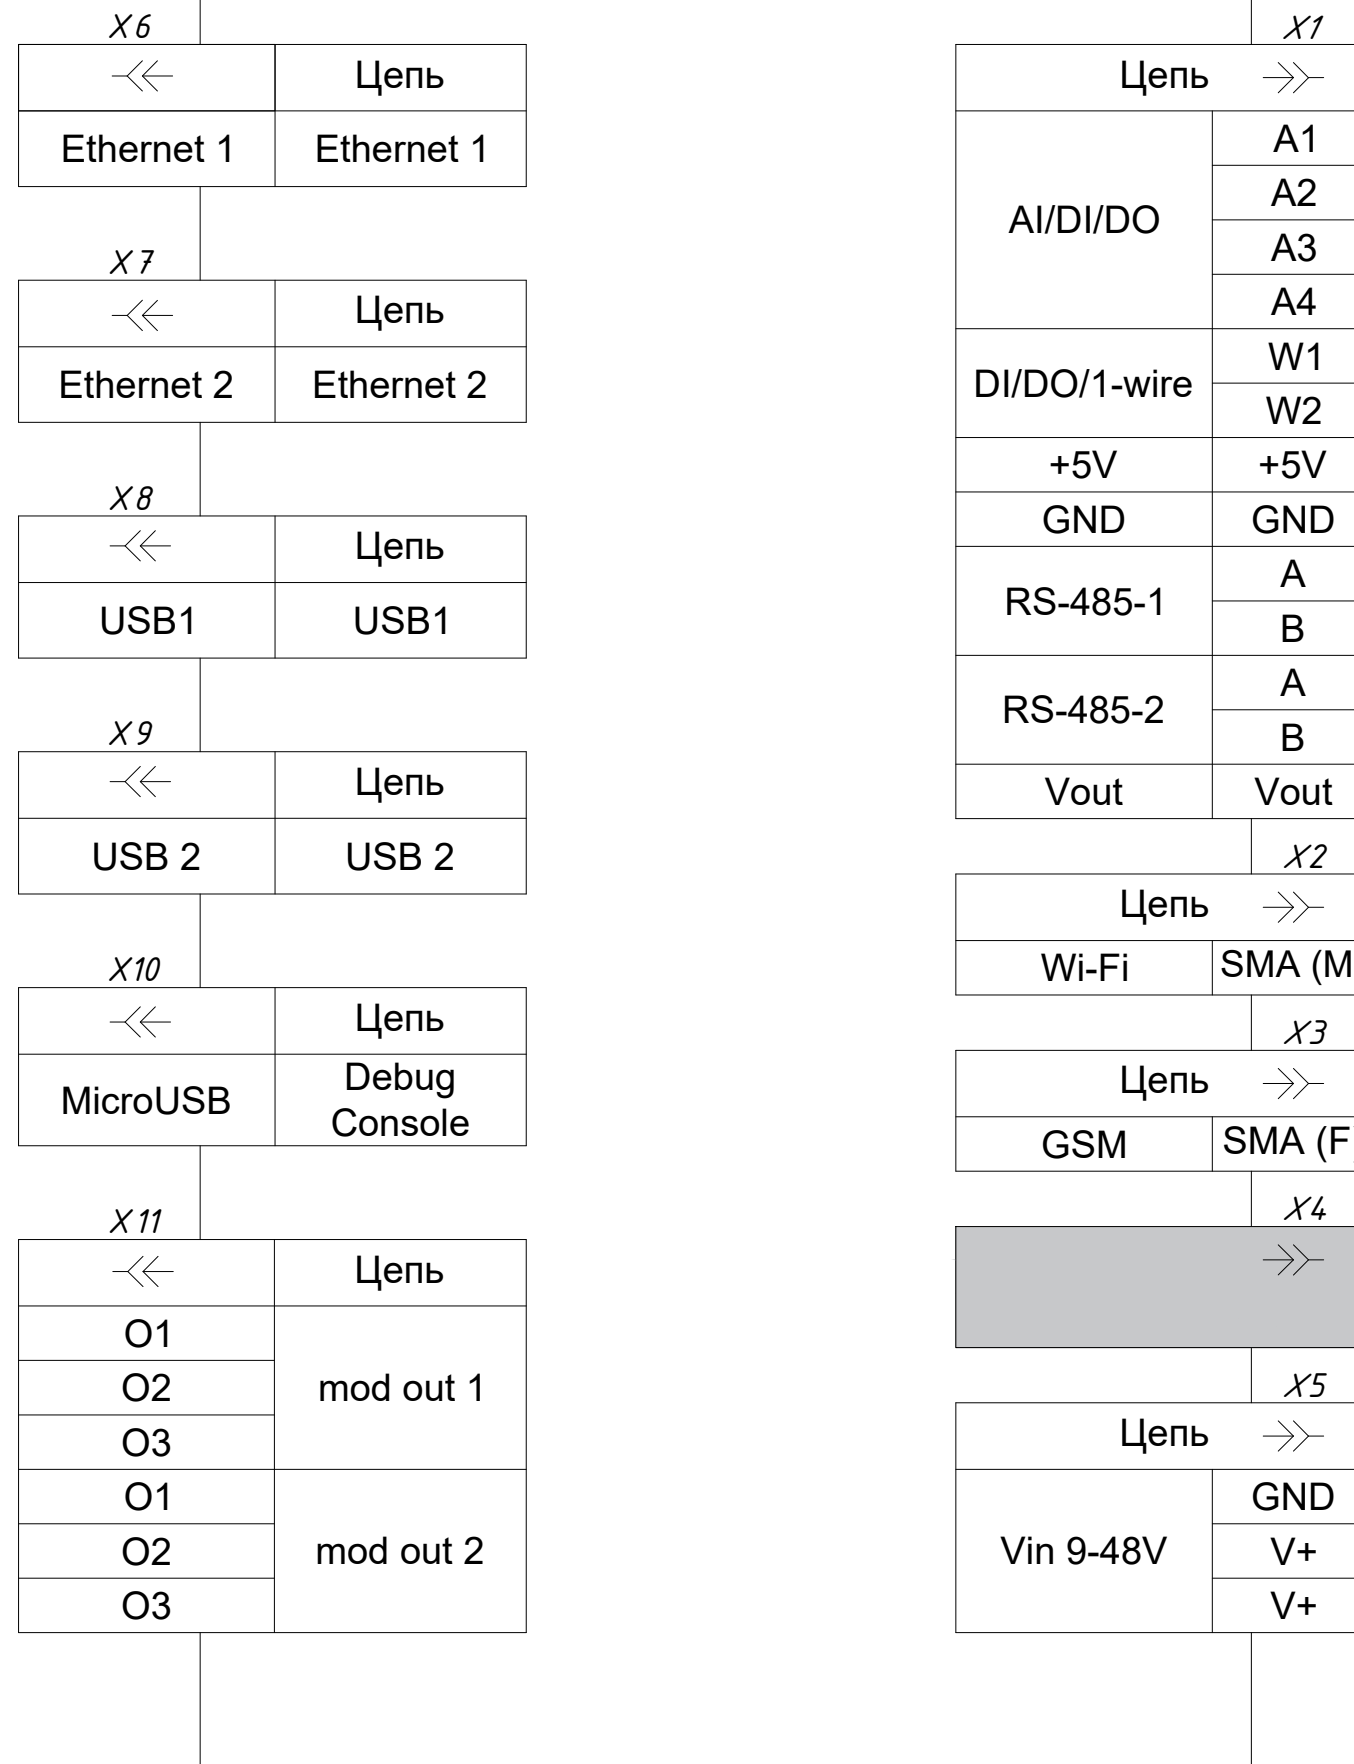 X6
Цепь
Ethernet 1 Ethernet 1
X7
Цепь
Ethernet 2 Ethernet 2
X8
Цепь
USB1 USB1
X9
Цепь
USB 2 USB 2
X10
Цепь
MicroUSB
Debug
Console
X11
Цепь
O1
O2
O3
mod out 1
O1
O2
O3
mod out 2
X1
Цепь
AI/DI/DO
A1
A2
A3
A4
DI/DO/1-wire
W1
W2
+5V +5V
GND GND
RS-485-1
A
B
RS-485-2
A
B
Vout Vout
X2
Цепь
Wi-Fi SMA (M
X3
Цепь
GSM SMA (F)
X4
X5
Цепь
Vin 9-48V
GND
V+
V+